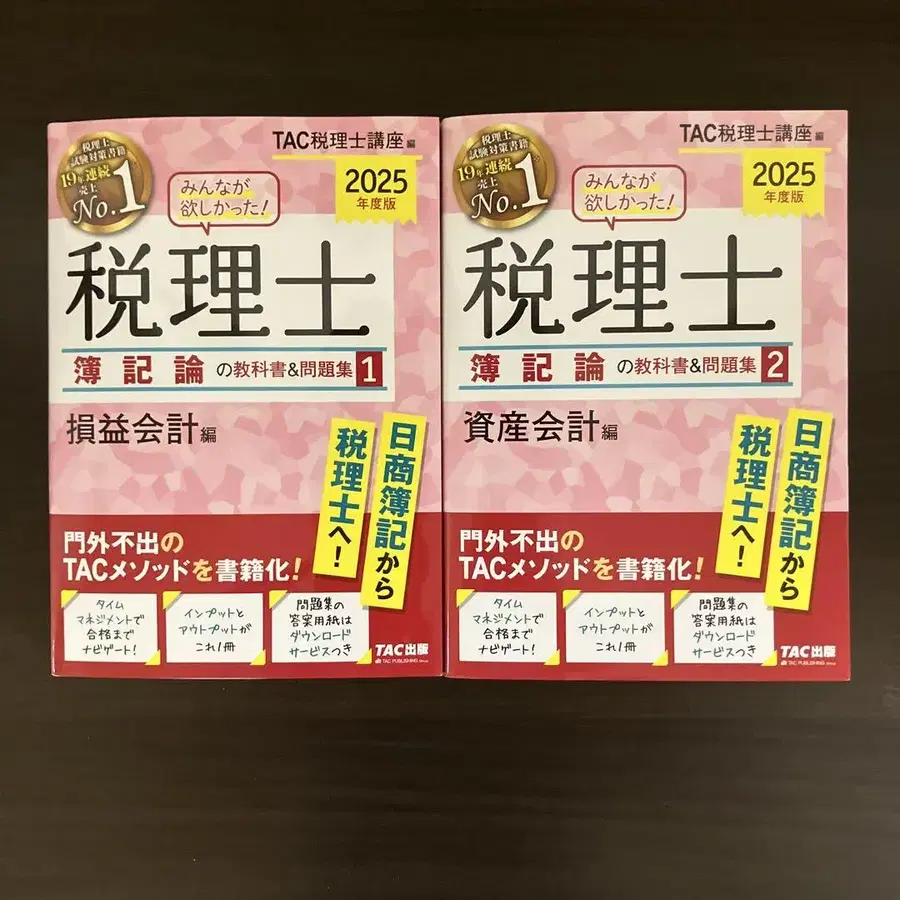 税理士
試験対策書籍
19年連続
売上
No.1
TAC税理士講座 編
みんなが
欲しかった!
2025
年度版
税理士
簿記論の教科書&問題集 1
損益会計編
日商簿記から
税理士へ!
門外不出の
TACメソッドを書籍化!
タイム
マネジメントで
合格まで
ナビゲート!
インプットと
アウトプットが
これ1冊
問題集の
答案用紙は
ダウンロード
サービスつき
TAC出版
TAC PUBLISHING Group
税理士
試験対策書籍
19年連続
売上
No.1
TAC税理士講座 編
みんなが
欲しかった!
2025
年度版
税理士
簿記論の教科書&問題集 2
資産会計編
日商簿記から
税理士へ!
門外不出の
TACメソッドを書籍化!
タイム
マネジメントで
合格まで
ナビゲート!
インプットと
アウトプットが
これ1冊
問題集の
答案用紙は
ダウンロード
サービスつき
TAC出版
TAC PUBLISHING Group